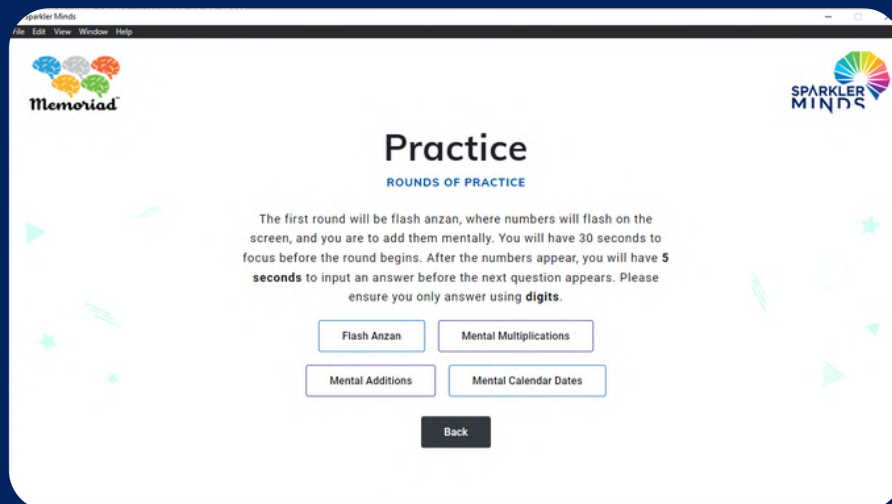 Sparkler Minds
File Edit View Window Help
Memoriad
SPARKLER
MINDS
Practice
ROUNDS OF PRACTICE
The first round will be flash anzan, where numbers will flash on the
screen, and you are to add them mentally. You will have 30 seconds to
focus before the round begins. After the numbers appear, you will have 5
seconds to input an answer before the next question appears. Please
ensure you only answer using digits.
Flash Anzan Mental Multiplications
Mental Additions Mental Calendar Dates
Back